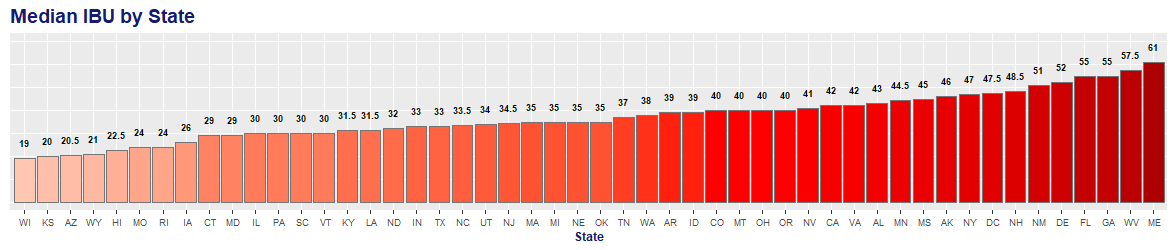 Median IBU by State
19 20 20.5 21 22.5 24 24 26 29 29 30 30 30 30 31.5 31.5 32 33 33 33.5 34 34.5 35 35 35 35 37 38 39 39 40 40 40 40 41 42 42 43 44.5 45 46 47 47.5 48.5 51 52 55 55 57.5 61
WI KS AZ WY HI MO RI IA CT MD IL PA SC VT KY LA ND IN TX NC UT NJ MA MI NE OK TN WA AR ID CO MT OH OR NV CA VA AL MN MS AK NY DC NH NM DE FL GA WV ME
State